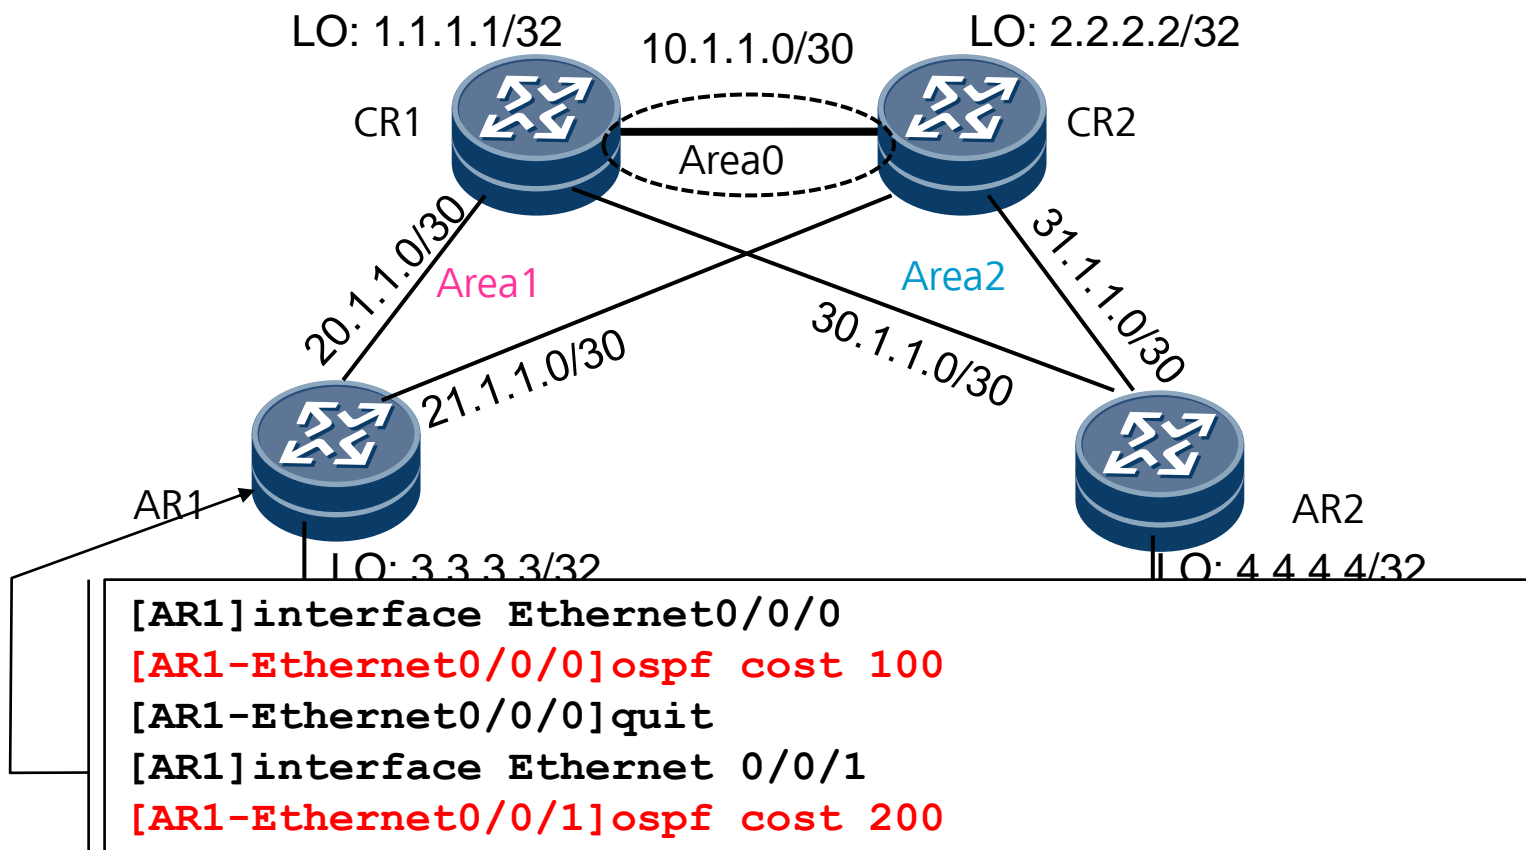 LO: 1.1.1.1/32
10.1.1.0/30
LO: 2.2.2.2/32
CR1
CR2
Area0
20.1.1.0/30
Area1
Area2
31.1.1.0/30
21.1.1.0/30
30.1.1.0/30
AR1
AR2
LO: 3.3.3.3/32
LO: 4.4.4.4/32
[AR1]interface Ethernet0/0/0
[AR1-Ethernet0/0/0]ospf cost 100
[AR1-Ethernet0/0/0]quit
[AR1]interface Ethernet 0/0/1
[AR1-Ethernet0/0/1]ospf cost 200